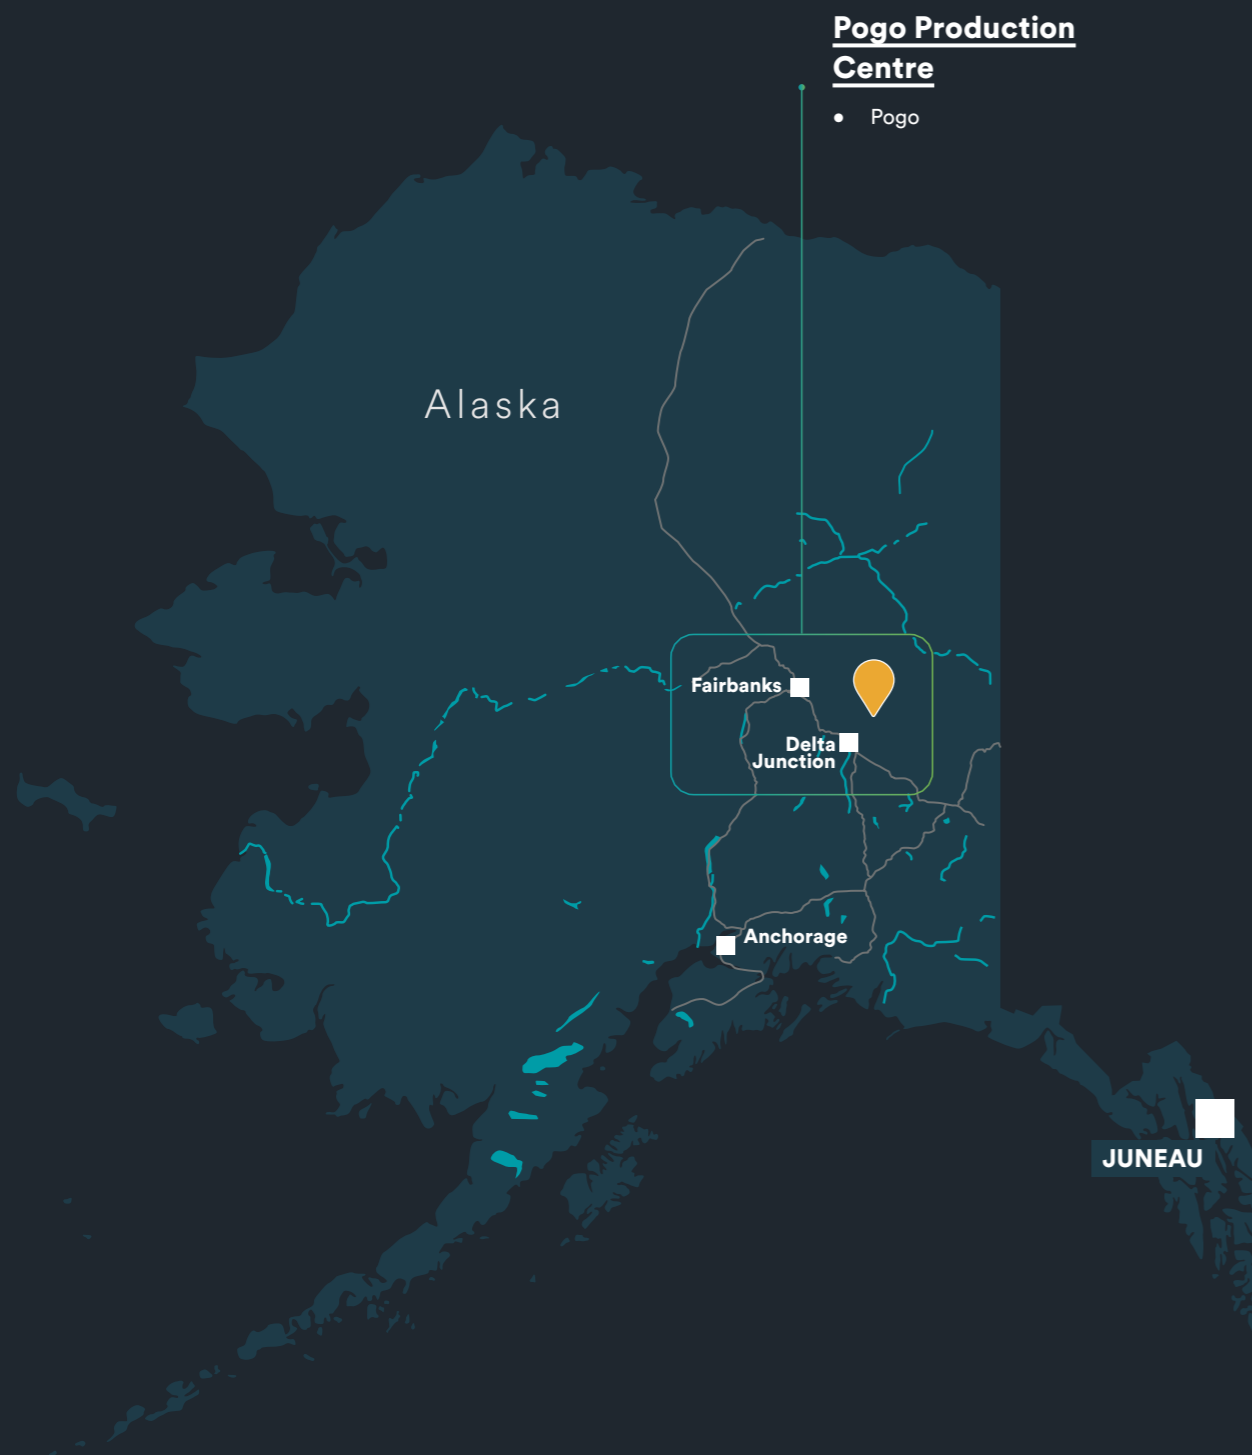 Pogo Production
Centre
• Pogo
Alaska
Fairbanks
Delta
Junction
Anchorage
JUNEAU